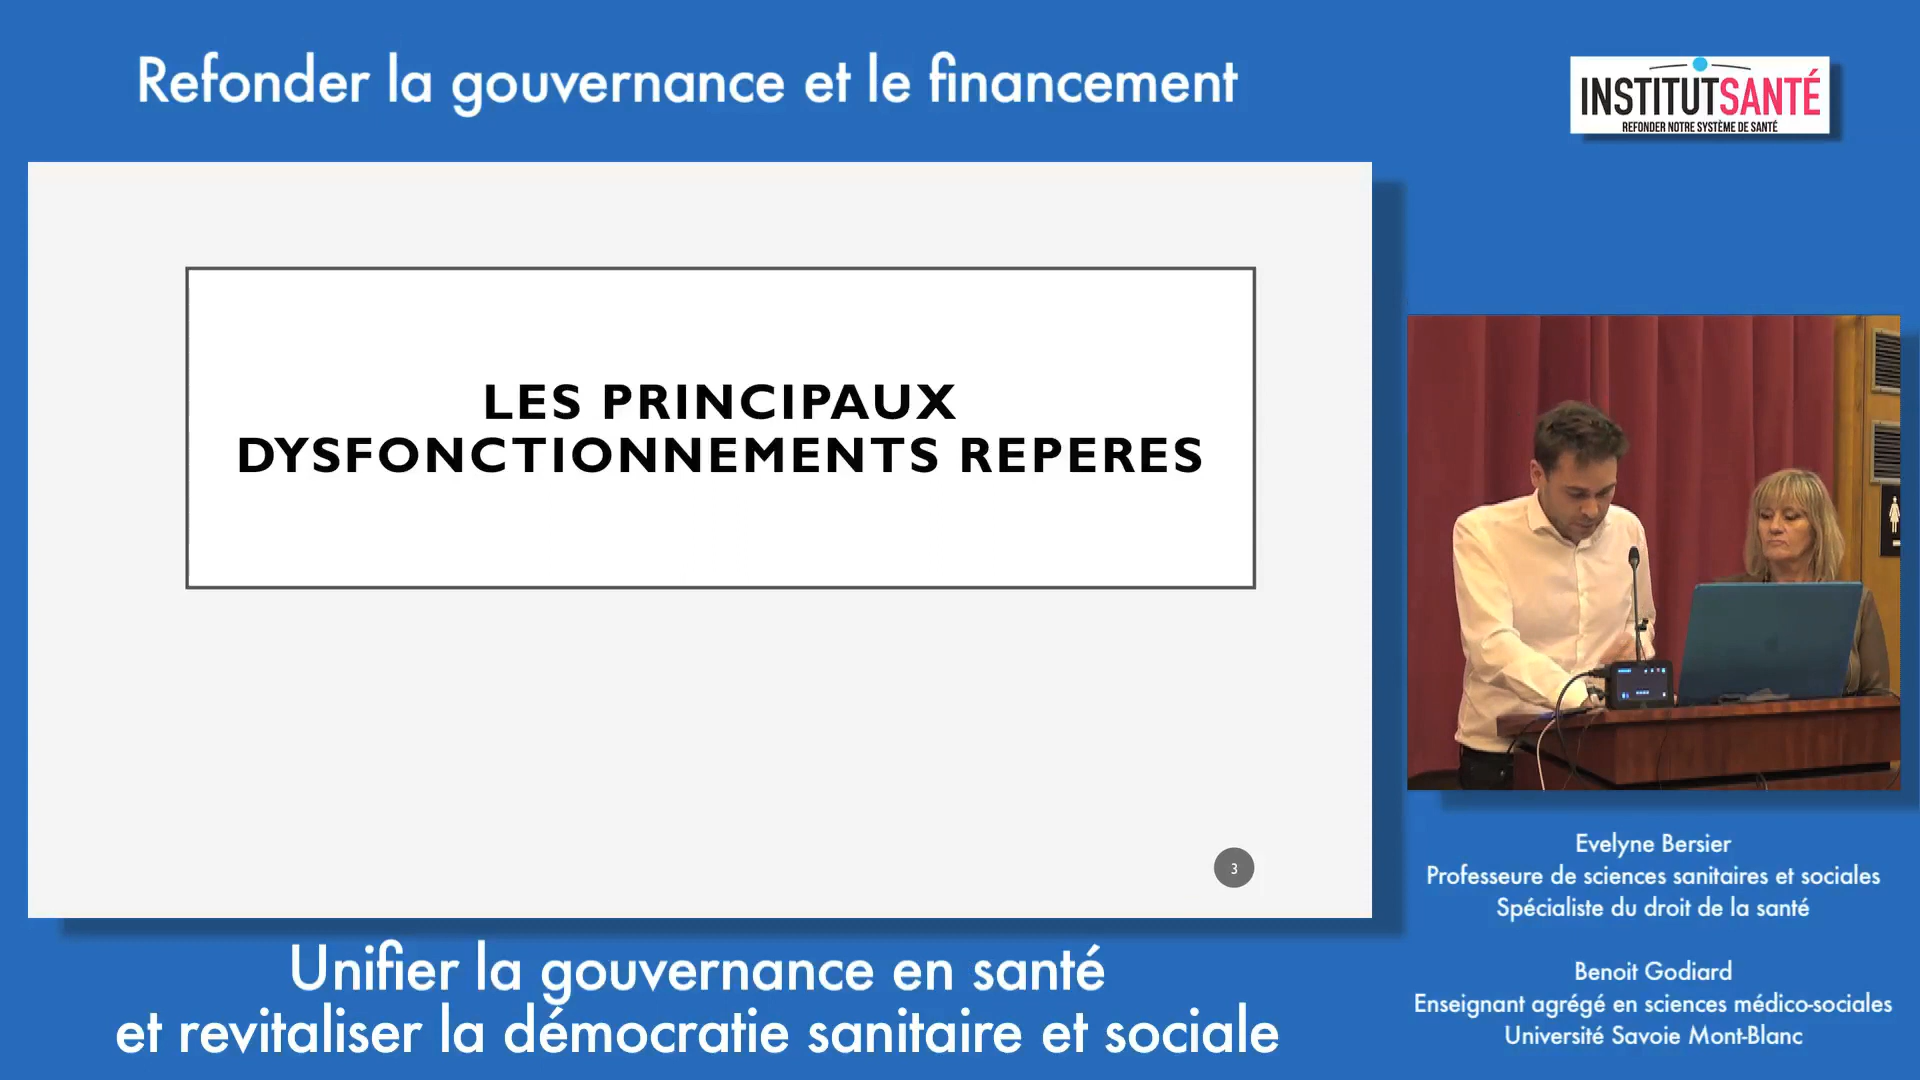 Refonder la gouvernance et le financement
INSTITUTSANTÉ
REFONDER NOTRE SYSTÈME DE SANTÉ
LES PRINCIPAUX
DYSFONCTIONNEMENTS REPERES
3
Unifier la gouvernance en santé
et revitaliser la démocratie sanitaire et sociale
Evelyne Bersier
Professeure de sciences sanitaires et sociales
Spécialiste du droit de la santé
Benoit Godiard
Enseignant agrégé en sciences médico-sociales
Université Savoie Mont-Blanc